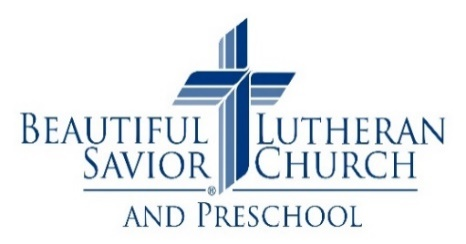 BEAUTIFUL LUTHERAN
SAVIOR CHURCH
®
AND PRESCHOOL